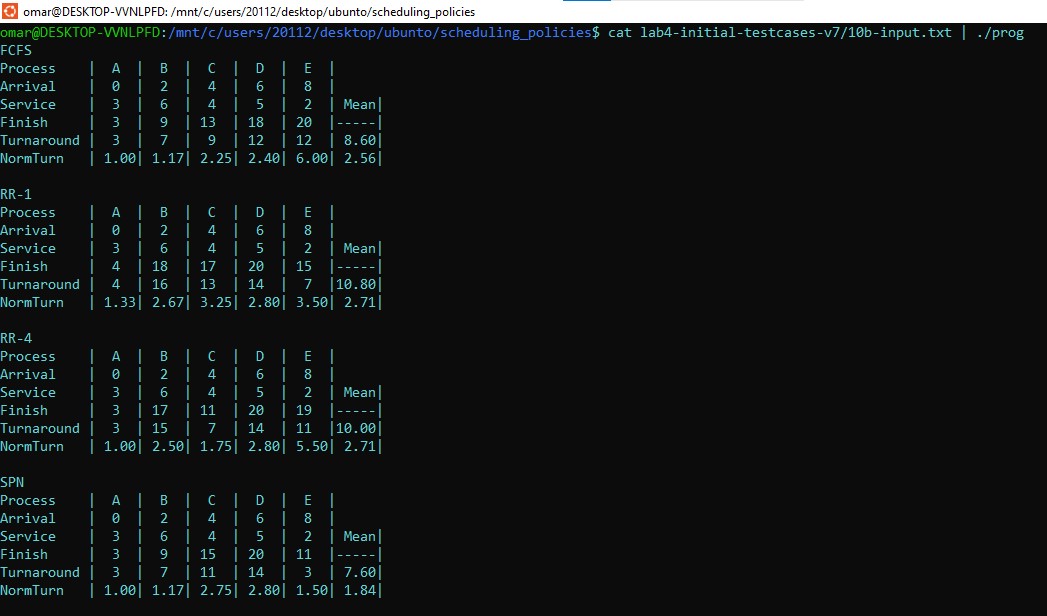 omar@DESKTOP-VVNLPFD: /mnt/c/users/20112/desktop/ubunto/scheduling_policies
omar@DESKTOP-VVNLPFD:/mnt/c/users/20112/desktop/ubunto/scheduling_policies$ cat lab4-initial-testcases-v7/10b-input.txt | ./prog
FCFS
Process    |  A  |  B  |  C  |  D  |  E  |
Arrival    |  0  |  2  |  4  |  6  |  8  |
Service    |  3  |  6  |  4  |  5  |  2  | Mean|
Finish     |  3  |  9  | 13  | 18  | 20  |-----|
Turnaround |  3  |  7  |  9  | 12  | 12  | 8.60|
NormTurn   | 1.00| 1.17| 2.25| 2.40| 6.00| 2.56|

RR-1
Process    |  A  |  B  |  C  |  D  |  E  |
Arrival    |  0  |  2  |  4  |  6  |  8  |
Service    |  3  |  6  |  4  |  5  |  2  | Mean|
Finish     |  4  | 18  | 17  | 20  | 15  |-----|
Turnaround |  4  | 16  | 13  | 14  |  7  |10.80|
NormTurn   | 1.33| 2.67| 3.25| 2.80| 3.50| 2.71|

RR-4
Process    |  A  |  B  |  C  |  D  |  E  |
Arrival    |  0  |  2  |  4  |  6  |  8  |
Service    |  3  |  6  |  4  |  5  |  2  | Mean|
Finish     |  3  | 17  | 11  | 20  | 19  |-----|
Turnaround |  3  | 15  |  7  | 14  | 11  |10.00|
NormTurn   | 1.00| 2.50| 1.75| 2.80| 5.50| 2.71|

SPN
Process    |  A  |  B  |  C  |  D  |  E  |
Arrival    |  0  |  2  |  4  |  6  |  8  |
Service    |  3  |  6  |  4  |  5  |  2  | Mean|
Finish     |  3  |  9  | 15  | 20  | 11  |-----|
Turnaround |  3  |  7  | 11  | 14  |  3  | 7.60|
NormTurn   | 1.00| 1.17| 2.75| 2.80| 1.50| 1.84|